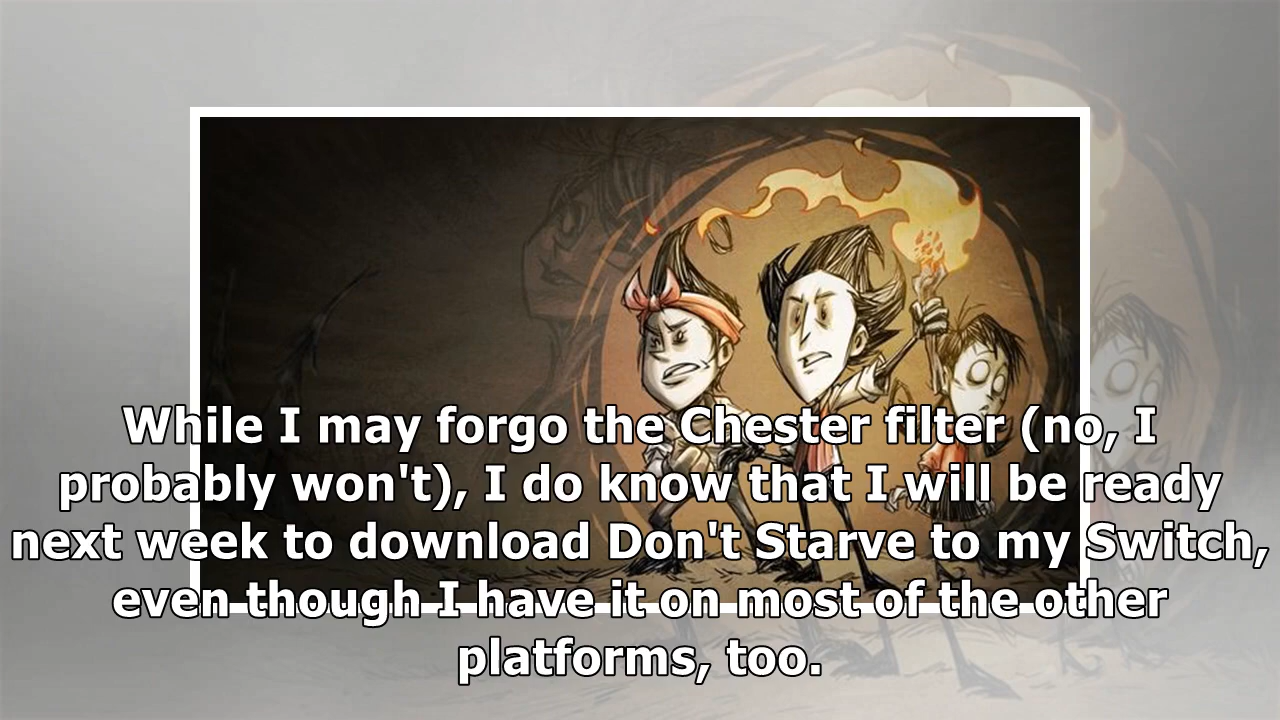 While I may forgo the Chester filter (no, I
probably won't), I do know that I will be ready
next week to download Don't Starve to my Switch,
even though I have it on most of the other
platforms, too.